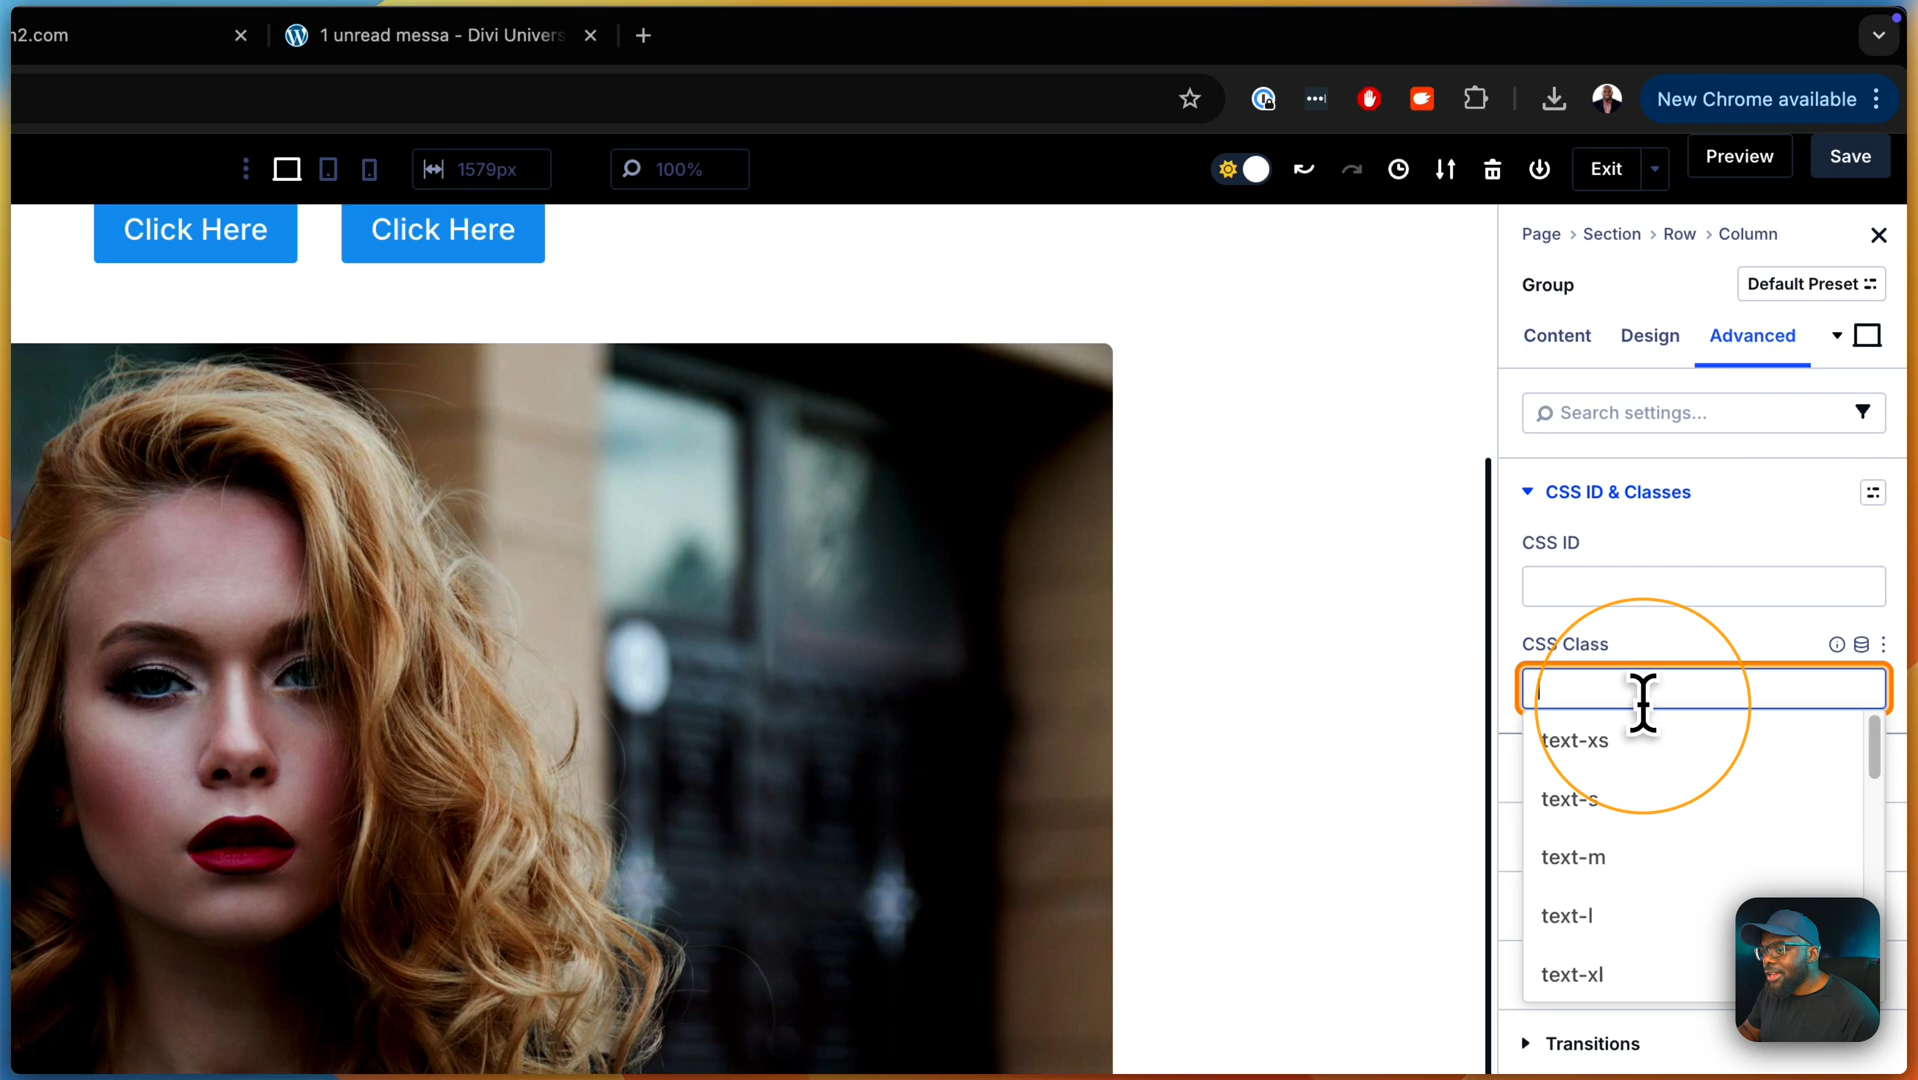 n2.com
1 unread messa - Divi Univers
New Chrome available
1579px
100%
Exit
Preview
Save
Click Here
Click Here
Page > Section > Row > Column
Group
Default Preset
Content
Design
Advanced
Search settings...
CSS ID & Classes
CSS ID
CSS Class
text-xs
text-s
text-m
text-l
text-xl
Transitions